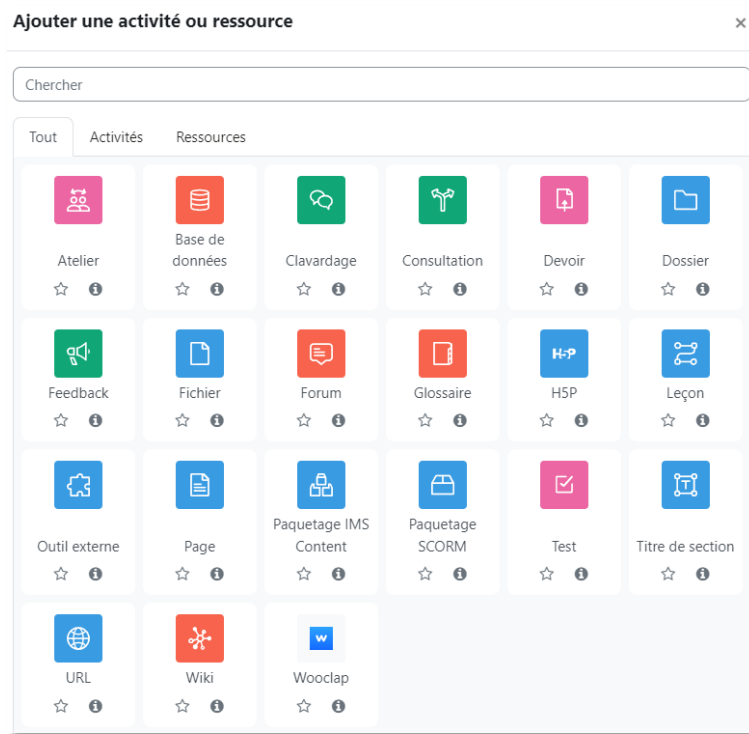 Ajouter une activité ou ressource
×
Chercher
Tout Activités Ressources
Base de
Atelier données Clavardage Consultation Devoir Dossier
H-P
Feedback Fichier Forum Glossaire H5P Leçon
T
Paquetage IMS Paquetage
Outil externe Page Content SCORM Test Titre de section
w
URL Wiki Wooclap